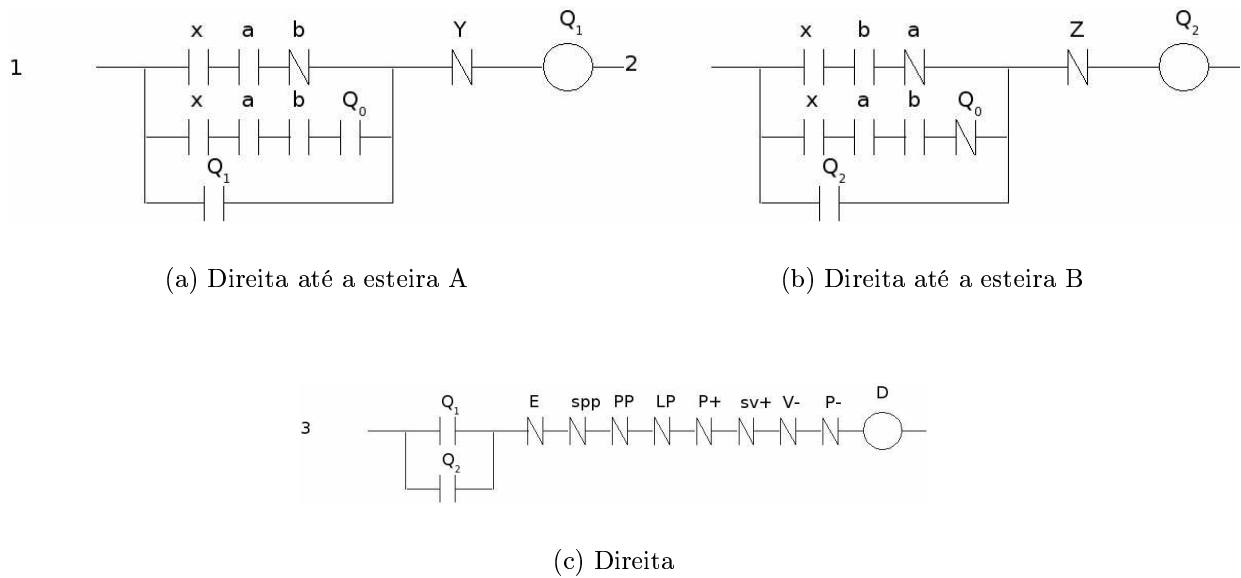 x a b Y Q1
1 2
x a b Q0
Q1
x b a Z Q2
x a b Q0
Q2
(a) Direita até a esteira A
(b) Direita até a esteira B
Q1 E spp PP LP P+ sv+ V- P- D
3
Q2
(c) Direita